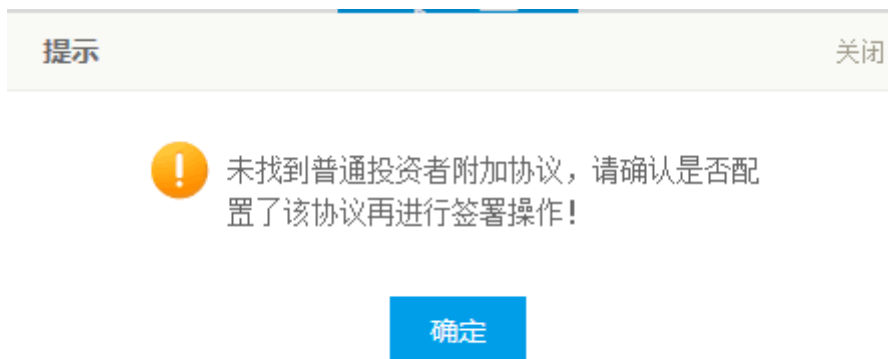 提示
关闭
未找到普通投资者附加协议，请确认是否配
置了该协议再进行签署操作！
确定